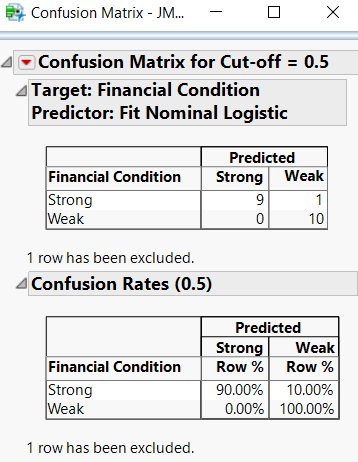 Confusion Matrix - JM...
Confusion Matrix for Cut-off = 0.5
Target: Financial Condition
Predictor: Fit Nominal Logistic
Predicted
Financial Condition Strong Weak
Strong 9 1
Weak 0 10
1 row has been excluded.
Confusion Rates (0.5)
Predicted
Strong Weak
Financial Condition Row % Row %
Strong 90.00% 10.00%
Weak 0.00% 100.00%
1 row has been excluded.